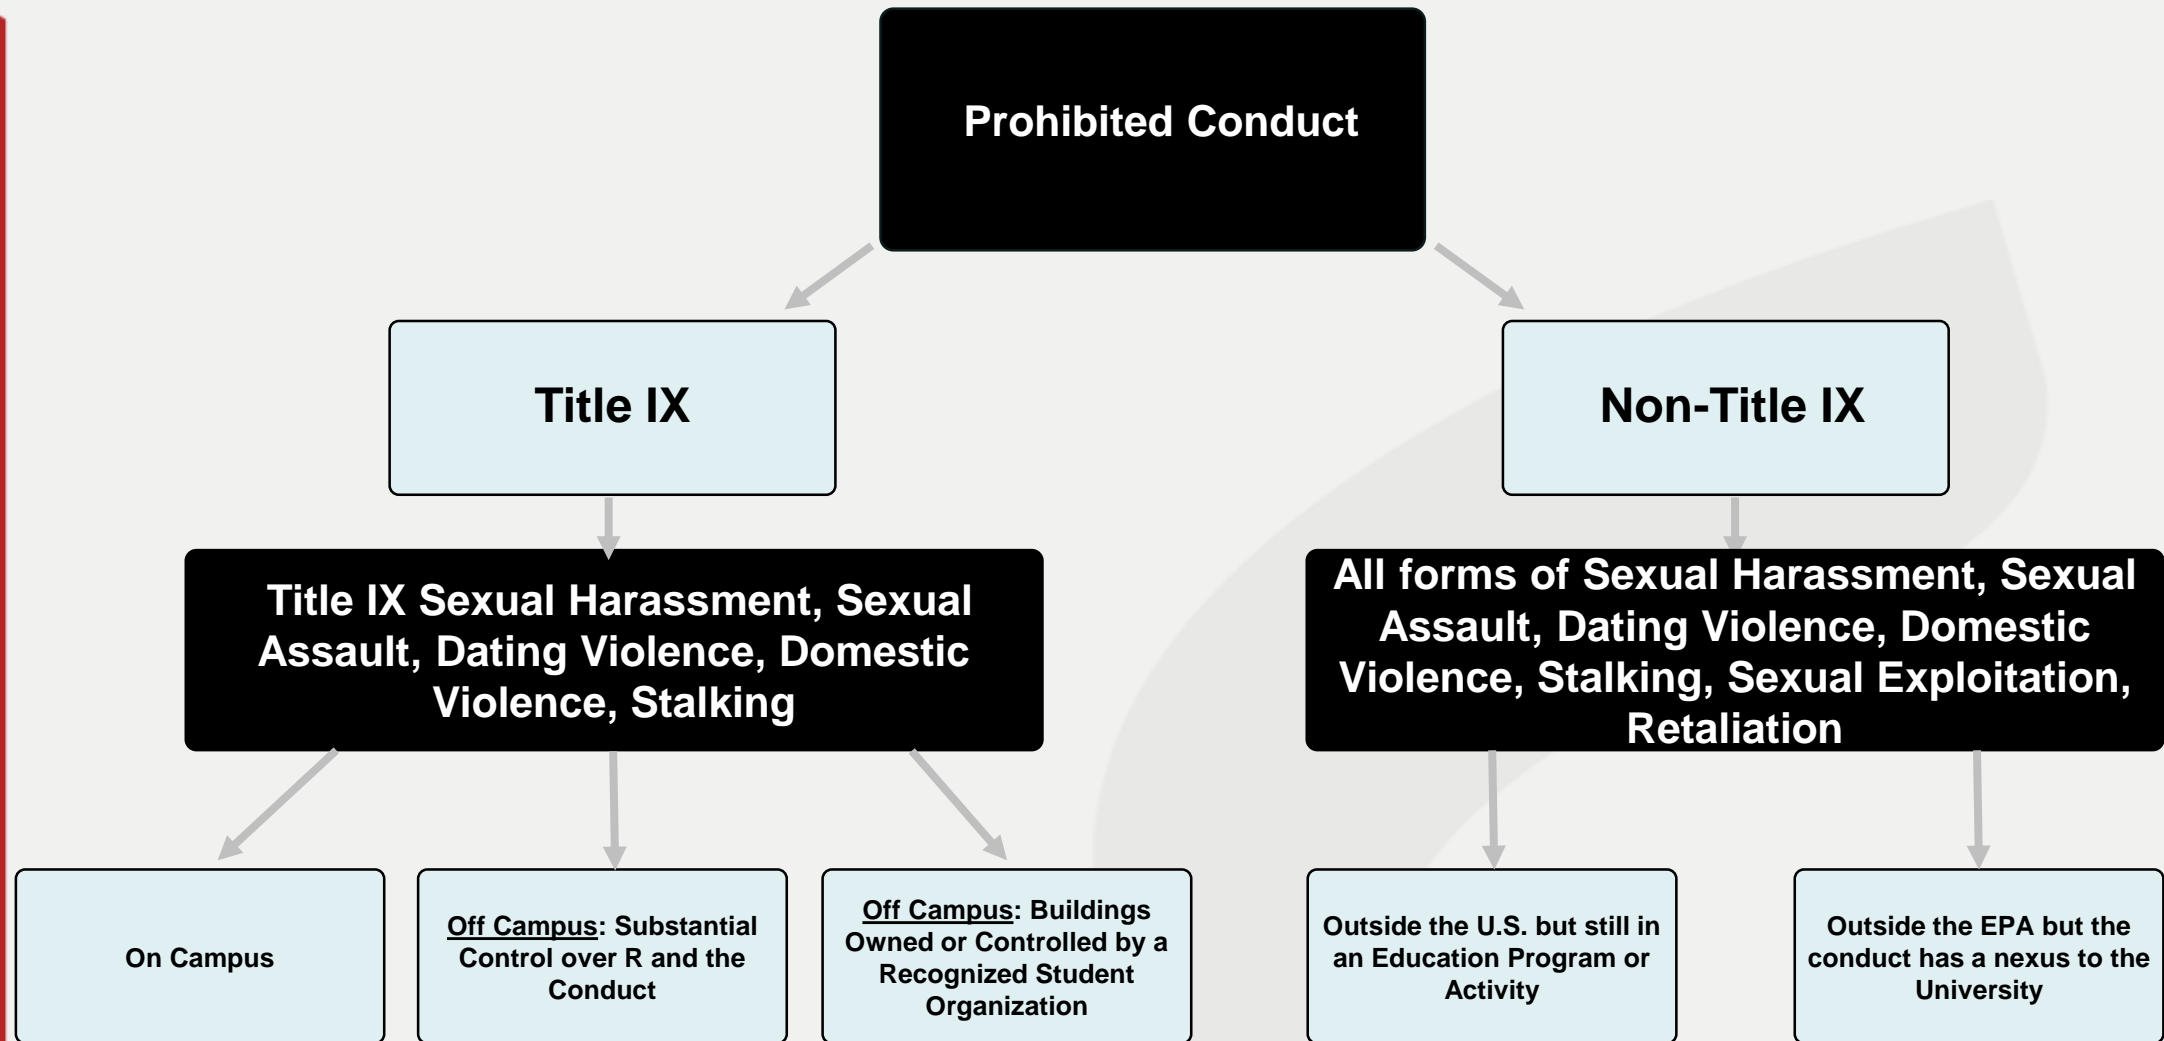 Prohibited Conduct
Title IX
Non-Title IX
Title IX Sexual Harassment, Sexual
Assault, Dating Violence, Domestic
Violence, Stalking
All forms of Sexual Harassment, Sexual
Assault, Dating Violence, Domestic
Violence, Stalking, Sexual Exploitation,
Retaliation
On Campus
Off Campus: Substantial
Control over R and the
Conduct
Off Campus: Buildings
Owned or Controlled by a
Recognized Student
Organization
Outside the U.S. but still in
an Education Program or
Activity
Outside the EPA but the
conduct has a nexus to the
University